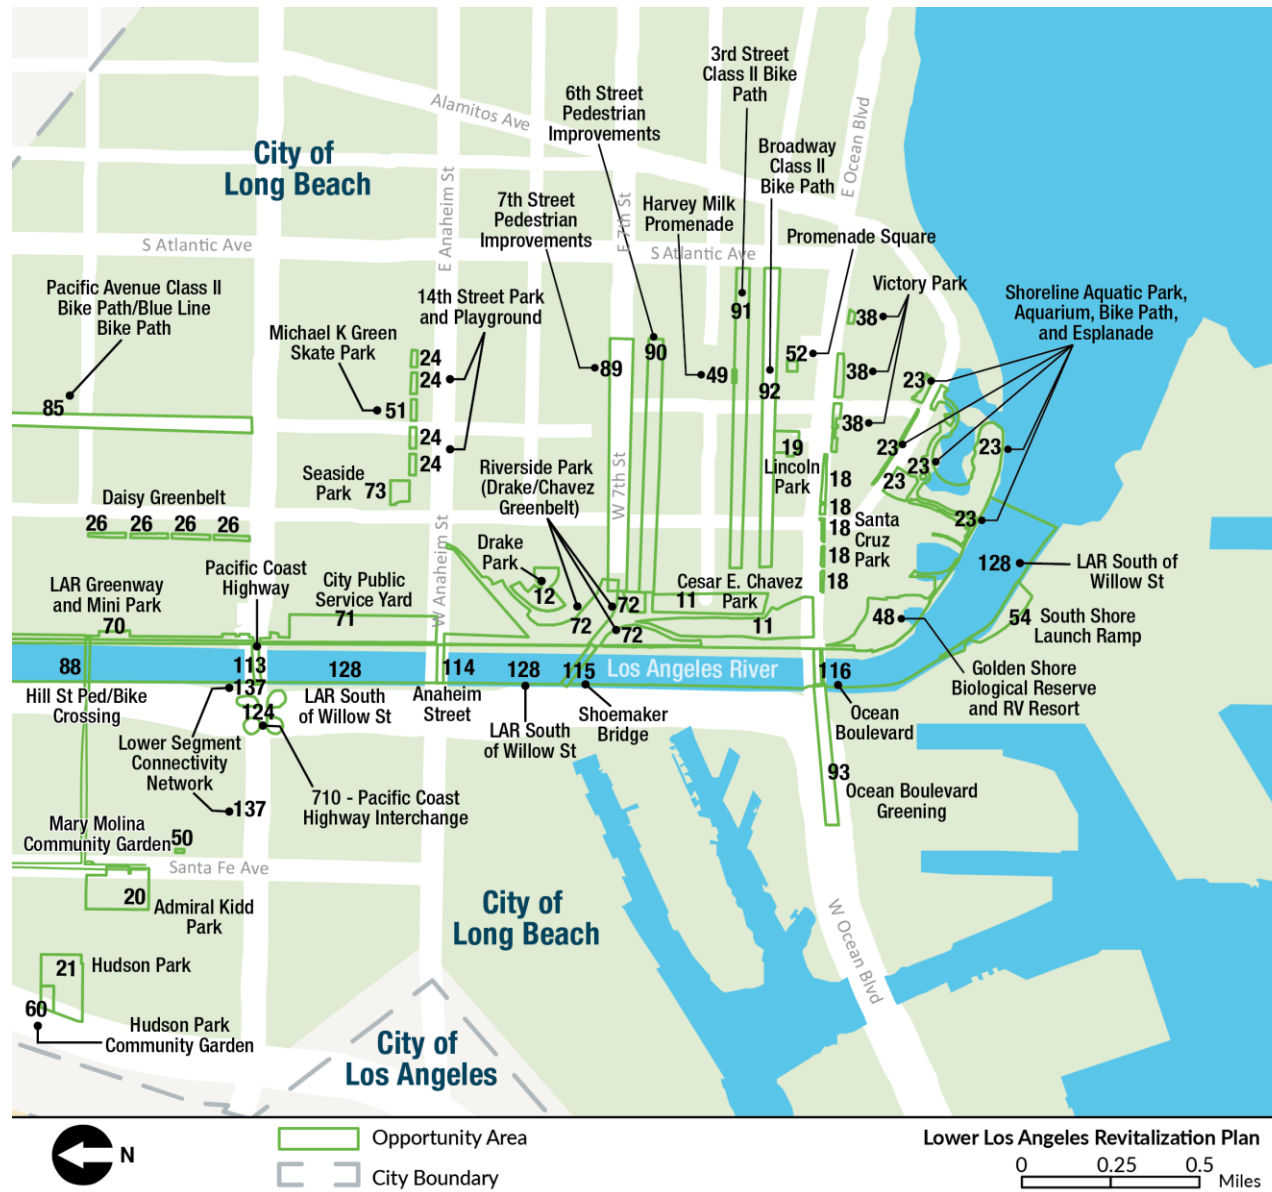 3rd Street
Class II Bike
Path
6th Street
Pedestrian
Improvements
Alamitos Ave
E Ocean Blvd
City of
Long Beach
Broadway
Class II
Bike Path
E Anaheim St
7th Street
Pedestrian
Improvements
E 7th St
Harvey Milk
Promenade
S Atlantic Ave
S Atlantic Ave
Promenade Square
Pacific Avenue Class II
Bike Path/Blue Line
Bike Path
14th Street Park
and Playground
Victory Park
Shoreline Aquatic Park,
Aquarium, Bike Path,
and Esplanade
Michael K Green
Skate Park
91
38
24
24
90
52
89
49
38
23
85
51
92
38
24
24
19
Lincoln
Park
23
23
23
23
Seaside
Park
73
Riverside Park
(Drake/Chavez
Greenbelt)
W 7th St
18
18
18
18
18
Santa
Cruz
Park
23
Daisy Greenbelt
26
26
26
26
W Anaheim St
Drake
Park
12
128
LAR South of
Willow St
Pacific Coast
Highway
LAR Greenway
and Mini Park
70
City Public
Service Yard
71
72
72
72
Cesar E. Chavez
Park
11
11
48
54
South Shore
Launch Ramp
88
Hill St Ped/Bike
Crossing
113
137
128
LAR South
of Willow St
114
Anaheim
Street
128
LAR South
of Willow St
115
Shoemaker
Bridge
Los Angeles River
116
Ocean
Boulevard
Golden Shore
Biological Reserve
and RV Resort
124
Lower Segment
Connectivity
Network
137
710 - Pacific Coast
Highway Interchange
93
Ocean Boulevard
Greening
Mary Molina
Community Garden
50
Santa Fe Ave
20
Admiral Kidd
Park
City of
Long Beach
W Ocean Blvd
21
Hudson Park
60
Hudson Park
Community Garden
City of
Los Angeles
N
Opportunity Area
City Boundary
Lower Los Angeles Revitalization Plan
0 0.25 0.5
Miles